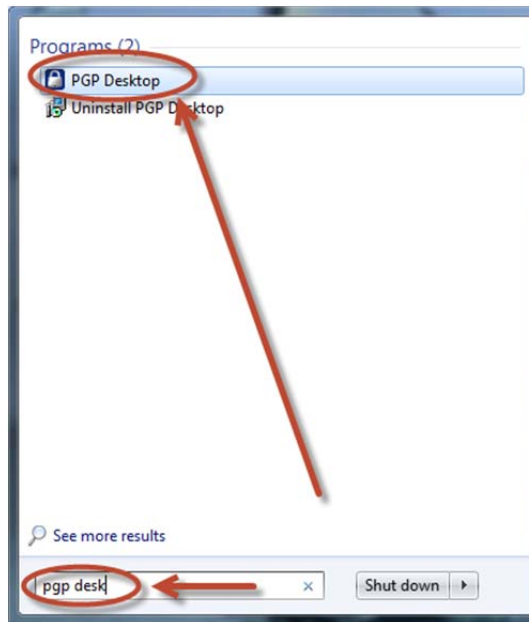 Programs (2)
PGP Desktop
Uninstall PGP Desktop
See more results
pgp desk
Shut down